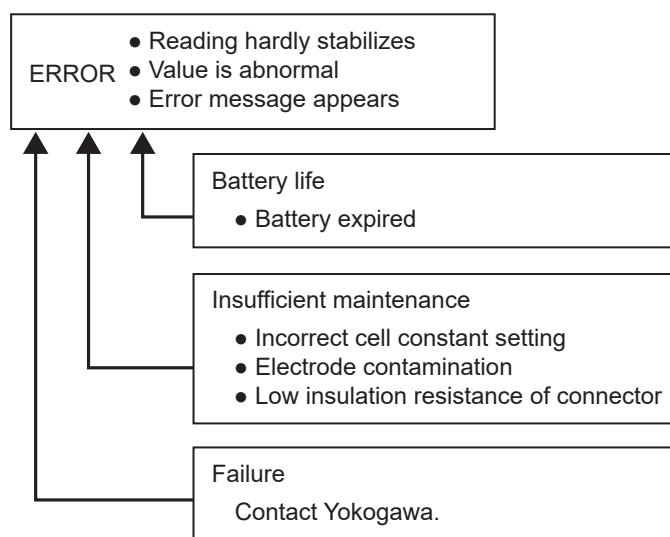 ● Reading hardly stabilizes
ERROR ● Value is abnormal
● Error message appears
Battery life
● Battery expired
Insufficient maintenance
● Incorrect cell constant setting
● Electrode contamination
● Low insulation resistance of connector
Failure
Contact Yokogawa.